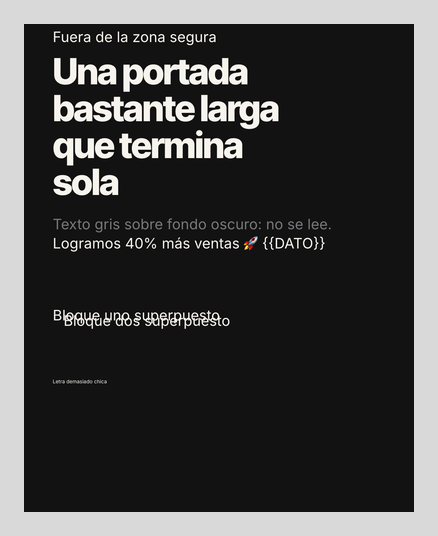 Fuera de la zona segura
Una portada
bastante larga
que termina
sola
Texto gris sobre fondo oscuro: no se lee.
Logramos 40% más ventas 🚀 {{DATO}}
Bloque uno superpuesto
Bloque dos superpuesto
Letra demasiado chica